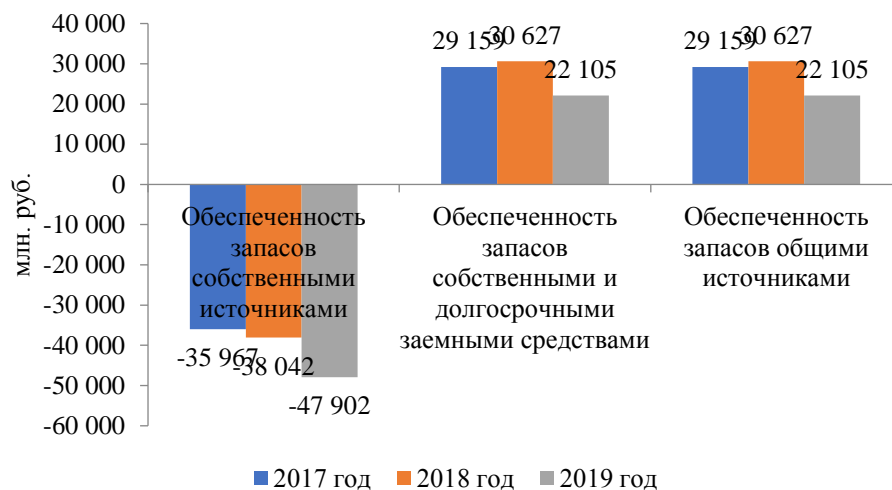 40 000
30 000
20 000
10 000
0
-10 000
-20 000
-30 000
-40 000
-50 000
-60 000
млн. руб.
29 159
30 627
22 105
29 159
30 627
22 105
Обеспеченность
запасов
собственными
источниками
Обеспеченность
запасов
собственными и
долгосрочными
заемными средствами
Обеспеченность
запасов общими
источниками
-35 967
-38 042
-47 902
2017 год
2018 год
2019 год